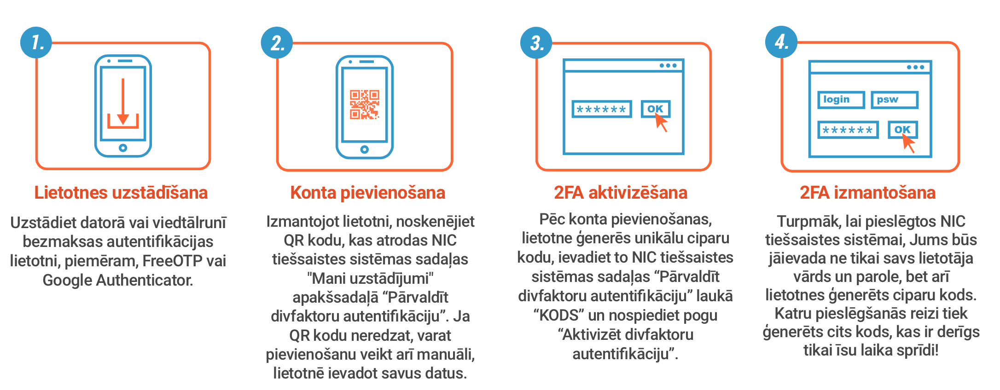 1.
Lietotnes uzstādīšana
Uzstādiet datorā vai viedtālrunī
bezmaksas autentifikācijas
lietotni, piemēram, FreeOTP vai
Google Authenticator.
2.
Konta pievienošana
Izmantojot lietotni, noskenējiet
QR kodu, kas atrodas NIC
tiešsaistes sistēmas sadaļas
"Mani uzstādījumi"
apakšsadaļā “Pārvaldīt
divfaktoru autentifikāciju”. Ja
QR kodu neredzat, varat
pievienošanu veikt arī manuāli,
lietotnē ievadot savus datus.
3.
****** OK
2FA aktivizēšana
Pēc konta pievienošanas,
lietotne ģenerēs unikālu ciparu
kodu, ievadiet to NIC tiešsaistes
sistēmas sadaļas “Pārvaldīt
divfaktoru autentifikāciju” laukā
“KODS” un nospiediet pogu
“Aktivizēt divfaktoru
autentifikāciju”.
4.
login psw
****** OK
2FA izmantošana
Turpmāk, lai pieslēgtos NIC
tiešsaistes sistēmai, Jums būs
jāievada ne tikai savs lietotāja
vārds un parole, bet arī
lietotnes ģenerēts ciparu kods.
Katru pieslēgšanās reizi tiek
ģenerēts cits kods, kas ir derīgs
tikai īsu laika sprīdi!